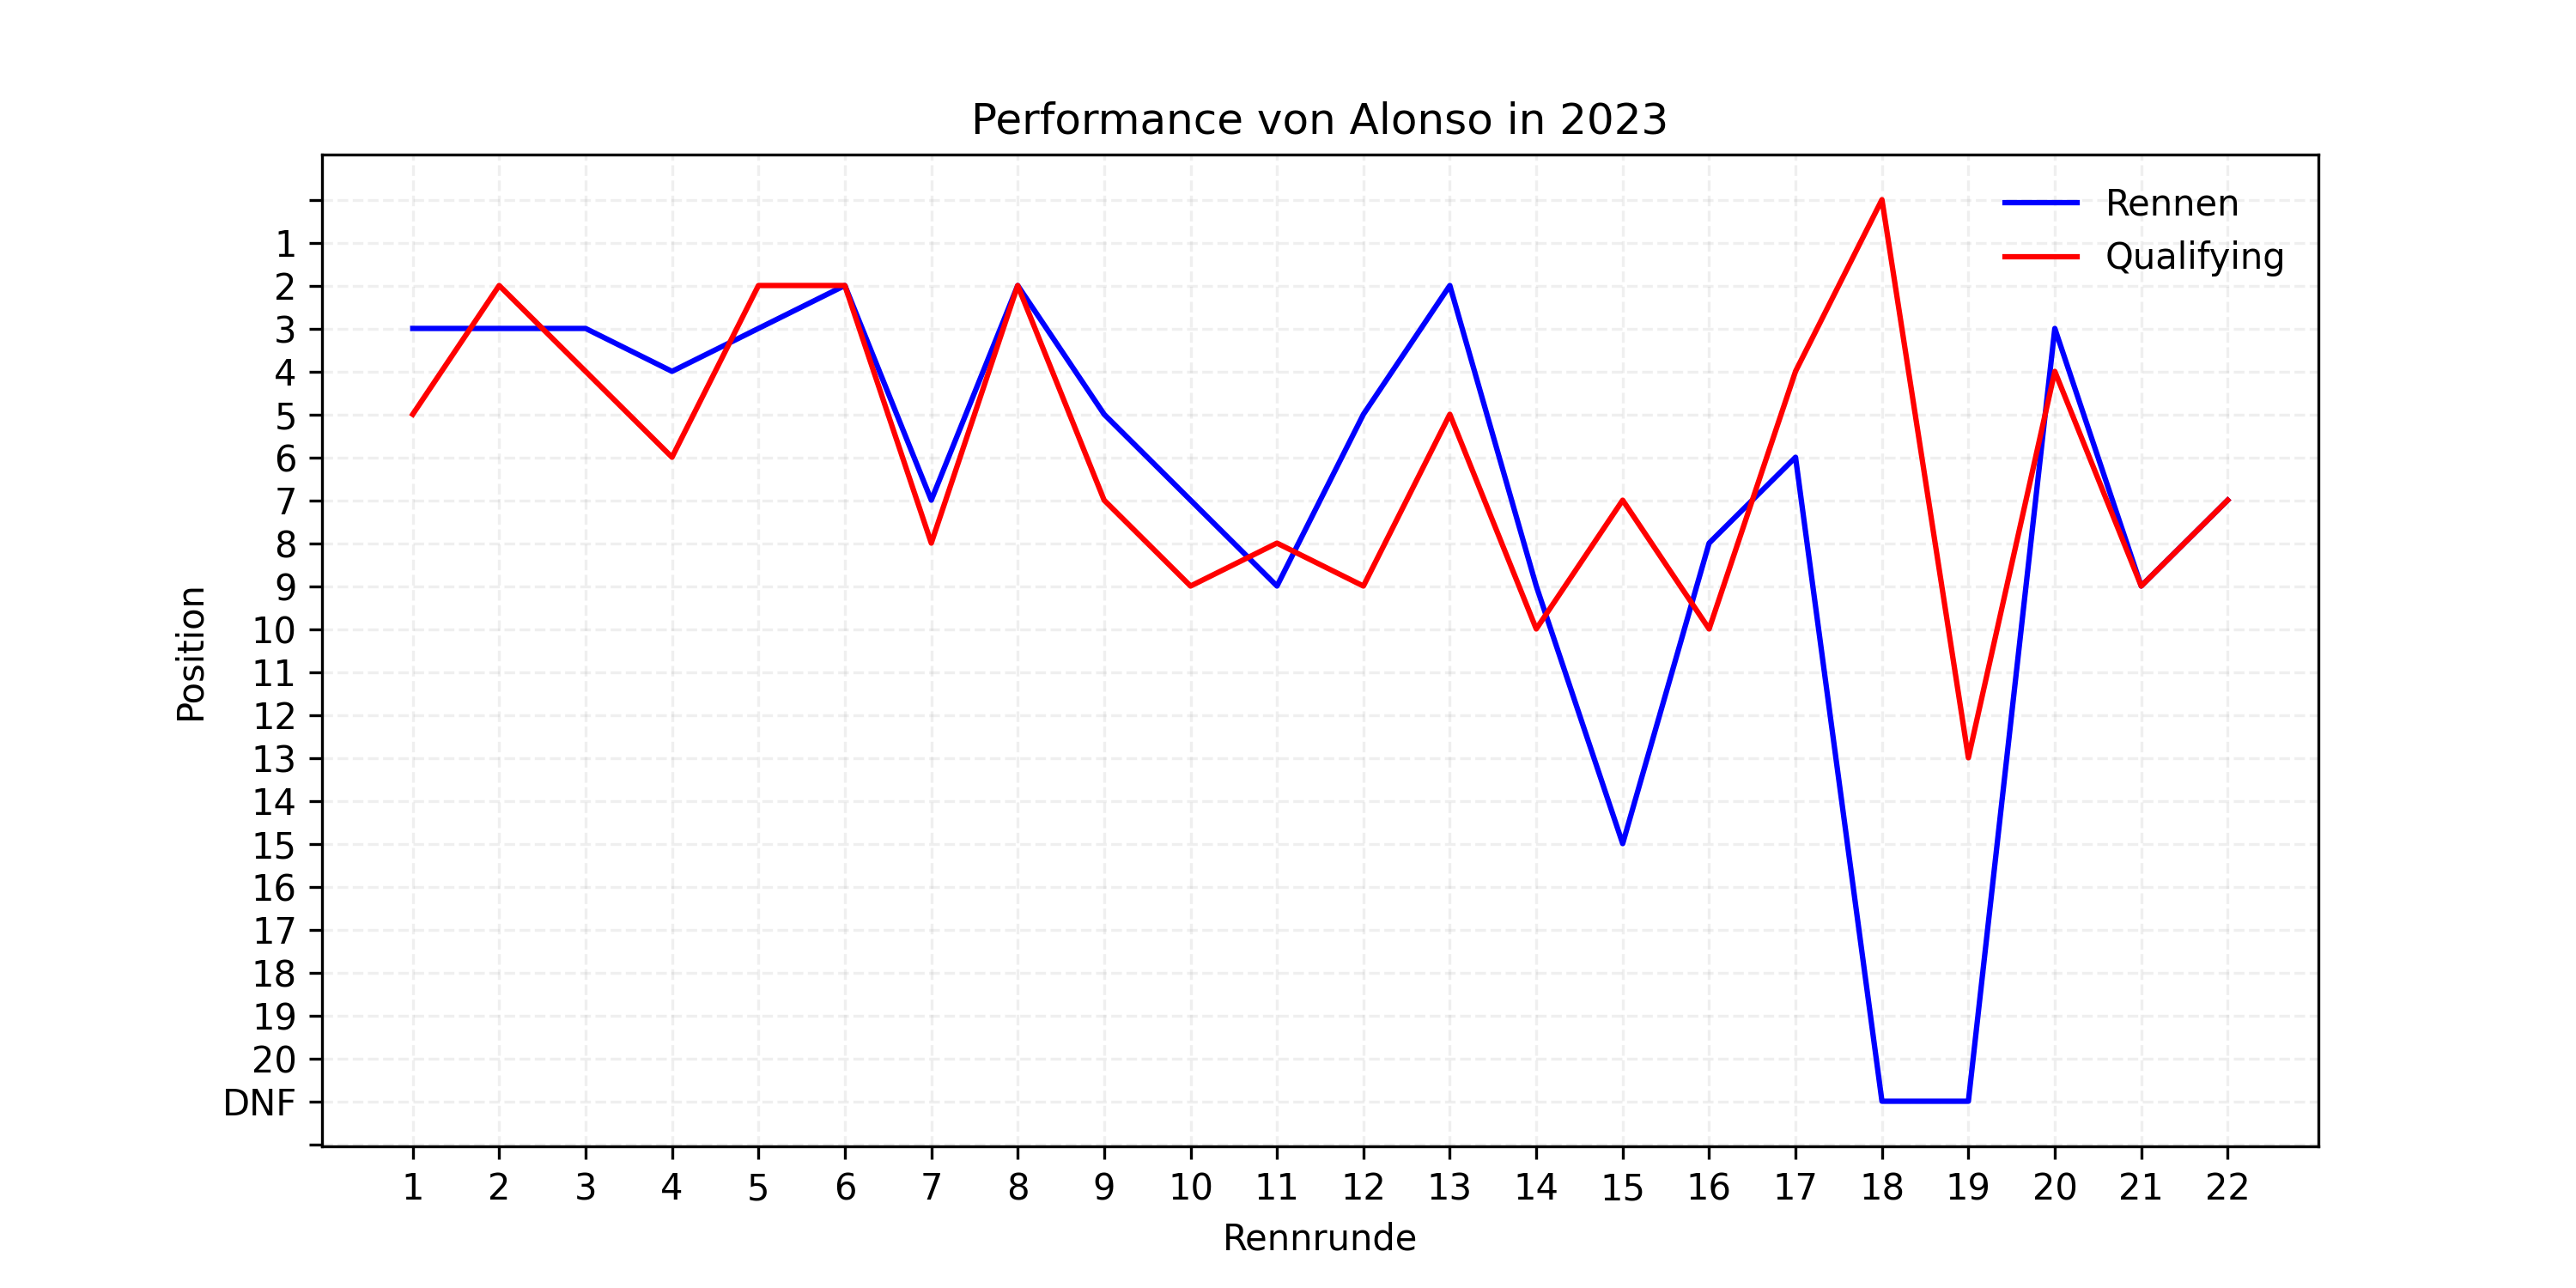 Performance von Alonso in 2023
Rennen
Qualifying
Position
1
2
3
4
5
6
7
8
9
10
11
12
13
14
15
16
17
18
19
20
DNF
1 2 3 4 5 6 7 8 9 10 11 12 13 14 15 16 17 18 19 20 21 22
Rennrunde